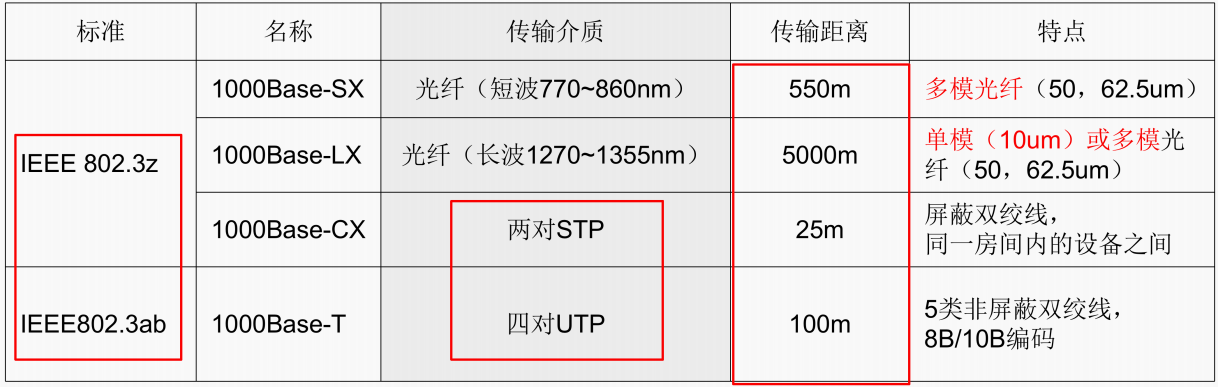 标准 名称 传输介质 传输距离 特点
1000Base-SX 光纤（短波770~860nm） 550m 多模光纤（50，62.5um）
IEEE 802.3z 1000Base-LX 光纤（长波1270~1355nm） 5000m 单模（10um）或多模光
纤（50，62.5um）
1000Base-CX 两对STP 25m 屏蔽双绞线，
同一房间内的设备之间
IEEE802.3ab 1000Base-T 四对UTP 100m 5类非屏蔽双绞线，
8B/10B编码